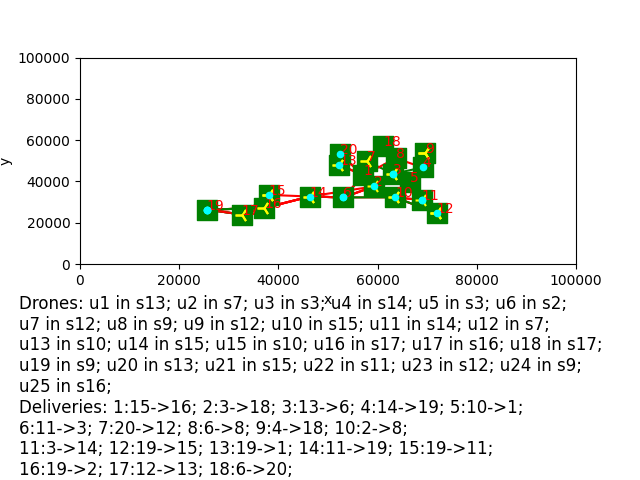 100000
80000
60000
40000
20000
0
y
0 20000 40000 60000 80000 100000
x
18
12
Drones: u1 in s13; u2 in s7; u3 in s3; u4 in s14; u5 in s3; u6 in s2;
u7 in s12; u8 in s9; u9 in s12; u10 in s15; u11 in s14; u12 in s7;
u13 in s10; u14 in s15; u15 in s10; u16 in s17; u17 in s16; u18 in s17;
u19 in s9; u20 in s13; u21 in s15; u22 in s11; u23 in s12; u24 in s9;
u25 in s16;
Deliveries: 1:15->16; 2:3->18; 3:13->6; 4:14->19; 5:10->1;
6:11->3; 7:20->12; 8:6->8; 9:4->18; 10:2->8;
11:3->14; 12:19->15; 13:19->1; 14:11->19; 15:19->11;
16:19->2; 17:12->13; 18:6->20;